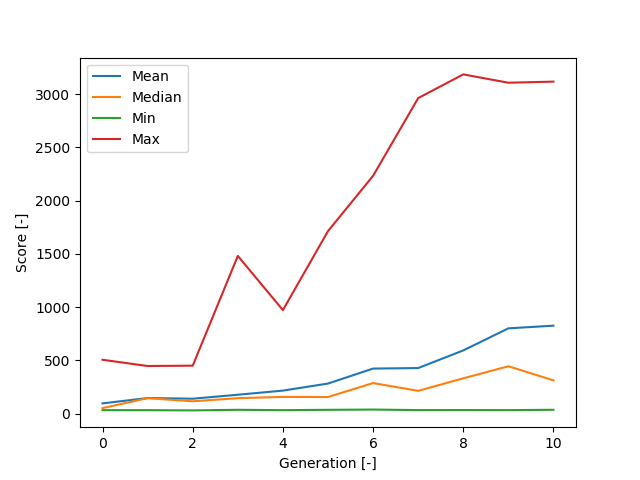 Mean
Median
Min
Max
3000
2500
2000
1500
1000
500
0
Score [-]
0 2 4 6 8 10
Generation [-]